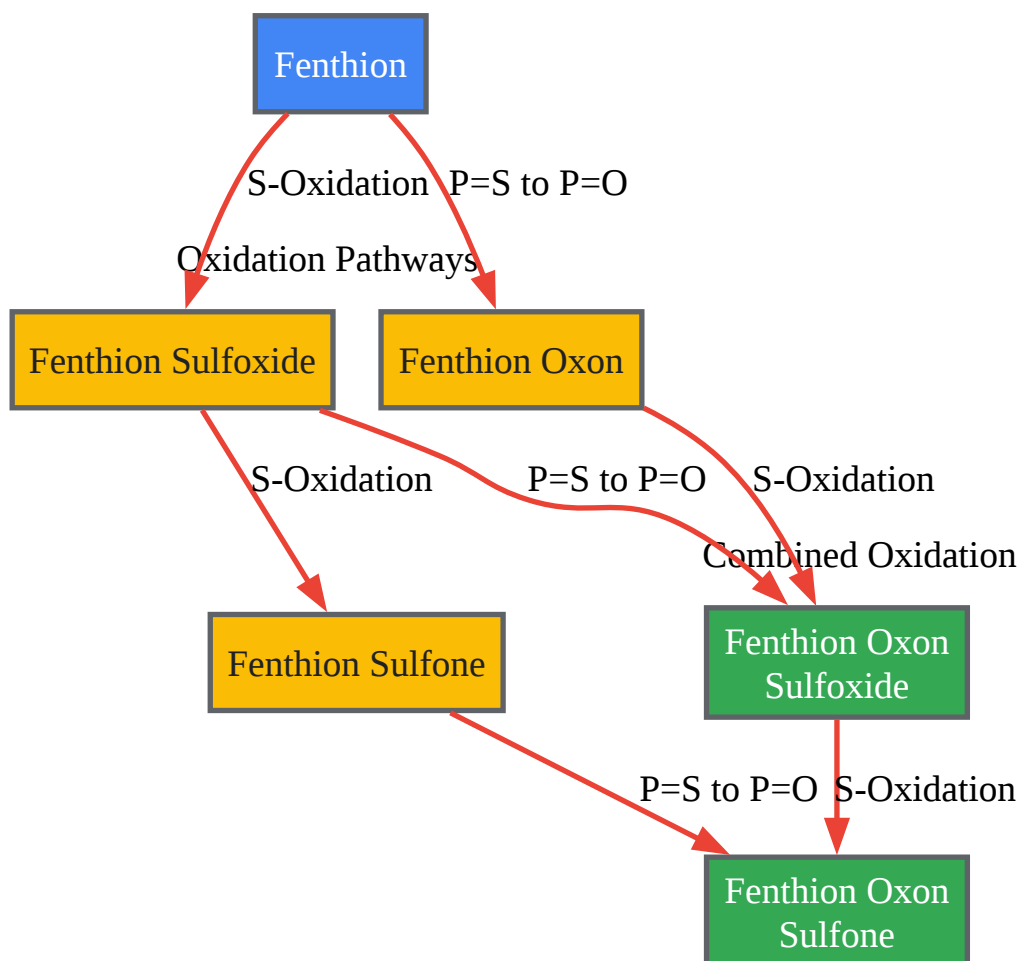 Fenthion
S-Oxidation
P=S to P=O
Oxidation Pathways
Fenthion Sulfoxide
Fenthion Oxon
S-Oxidation
P=S to P=O
S-Oxidation
Combined Oxidation
Fenthion Sulfone
Fenthion Oxon
Sulfoxide
P=S to P=O
S-Oxidation
Fenthion Oxon
Sulfone